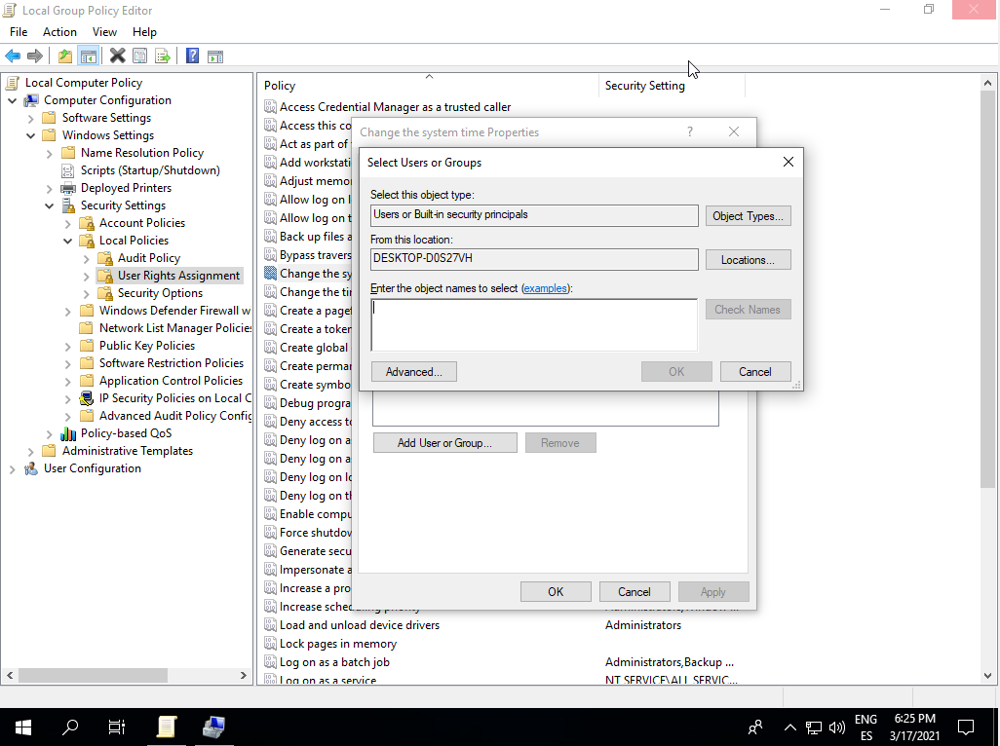 Local Group Policy Editor
File Action View Help
Local Computer Policy
Computer Configuration
Software Settings
Windows Settings
Name Resolution Policy
Scripts (Startup/Shutdown)
Deployed Printers
Security Settings
Account Policies
Local Policies
Audit Policy
User Rights Assignment
Security Options
Windows Defender Firewall w
Network List Manager Policies
Public Key Policies
Software Restriction Policies
Application Control Policies
IP Security Policies on Local C
Advanced Audit Policy Config
Policy-based QoS
Administrative Templates
User Configuration
Policy Security Setting
Access Credential Manager as a trusted caller
Access this co
Act as part of
Add workstati
Adjust memo
Allow log on l
Allow log on t
Back up files a
Bypass travers
Change the sy
Change the ti
Create a pagef
Create a token
Create global
Create perma
Create symbo
Debug progra
Deny access to
Deny log on a
Deny log on a
Deny log on lo
Deny log on th
Enable compu
Force shutdow
Generate secu
Impersonate a
Increase a pro
Increase scheduling priority Administrators,Window ...
Load and unload device drivers Administrators
Lock pages in memory
Log on as a batch job Administrators,Backup ...
Log on as a service NT SERVICE\ALL SERVIC...
Change the system time Properties ?
Select Users or Groups
Select this object type:
Users or Built-in security principals Object Types...
From this location:
DESKTOP-D0S27VH Locations...
Enter the object names to select (examples):
Check Names
Advanced... OK Cancel
Add User or Group... Remove
OK Cancel Apply
ENG
ES
6:25 PM
3/17/2021